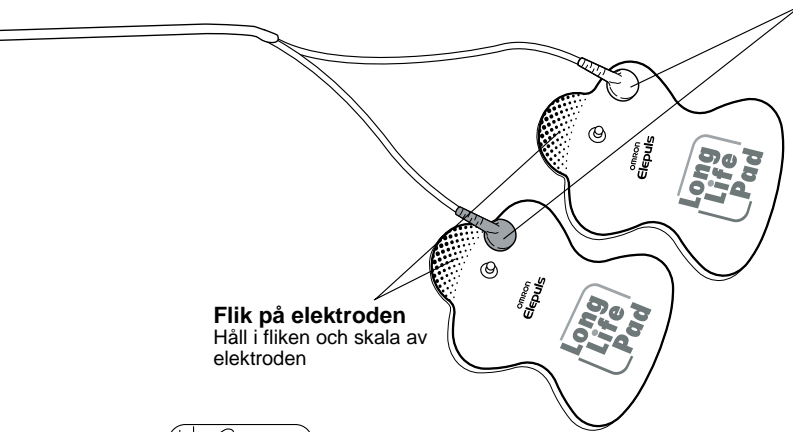 OMRON
Elepuls
Long
Life
Pad
OMRON
Elepuls
Long
Life
Pad
Flik på elektroden
Håll i fliken och skala av
elektroden